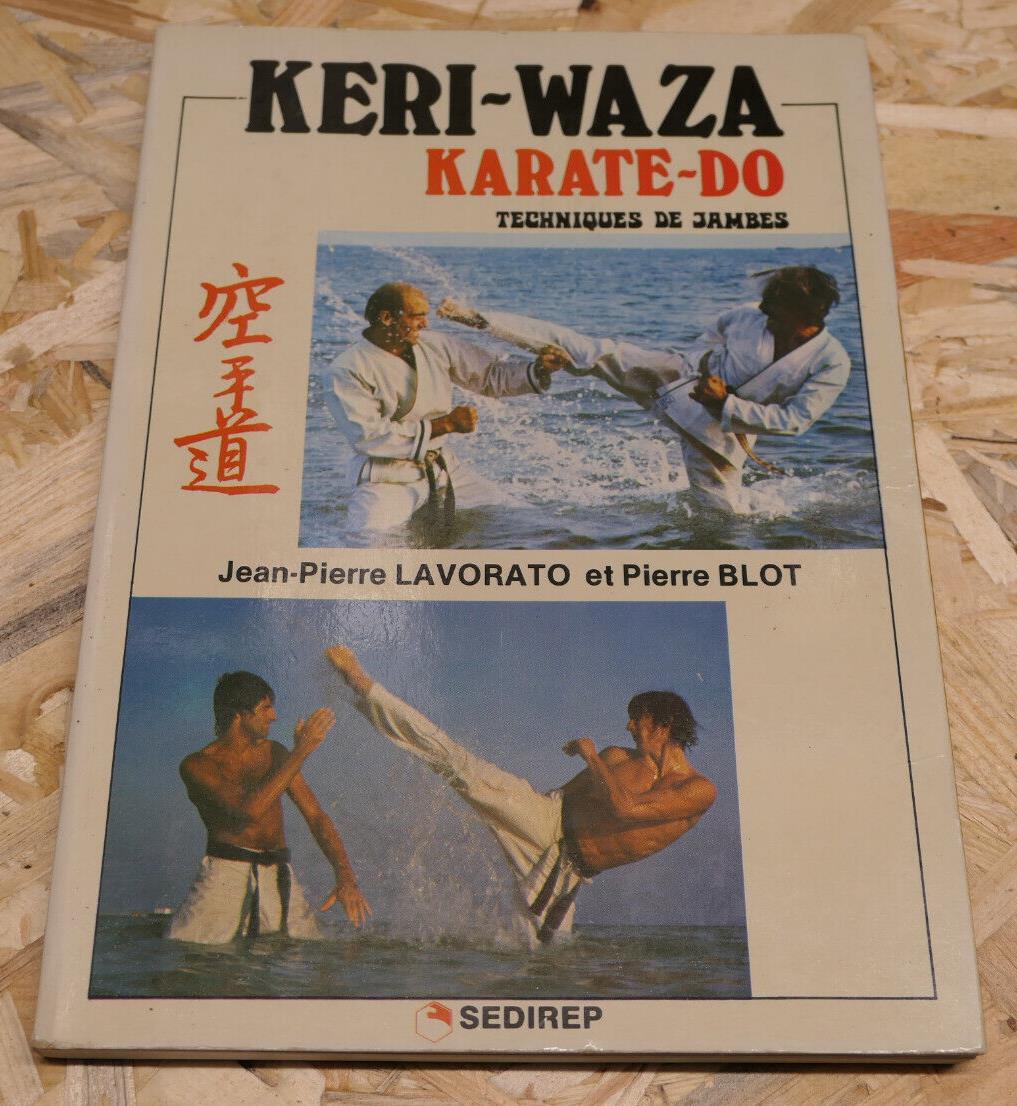 KERI-WAZA
KARATE-DO
TECHNIQUES DE JAMBES
空手道
Jean-Pierre LAVORATO et Pierre BLOT
SEDIREP